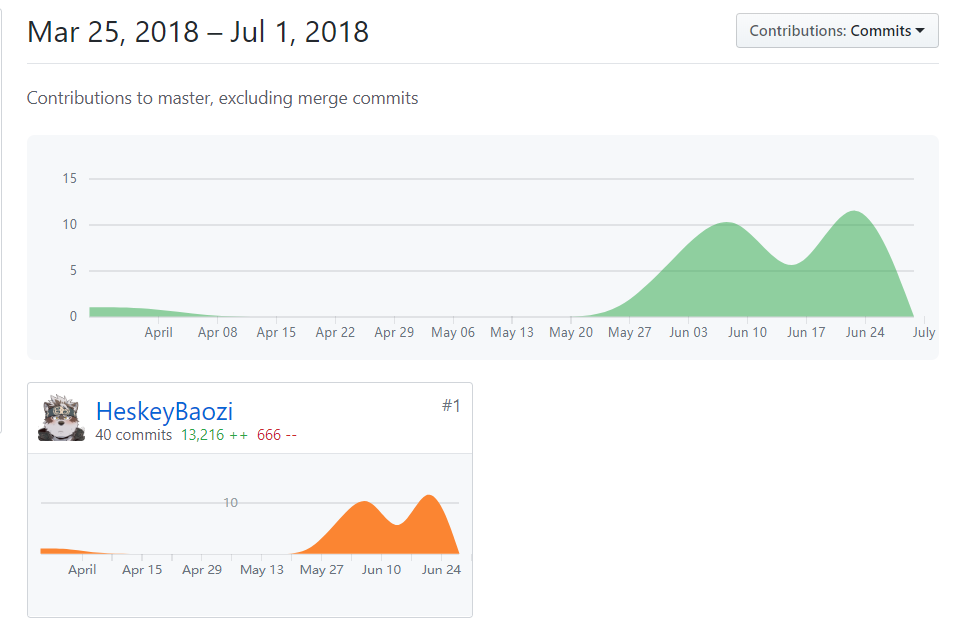 Mar 25, 2018 – Jul 1, 2018
Contributions: Commits
Contributions to master, excluding merge commits
15
10
5
0
April Apr 08 Apr 15 Apr 22 Apr 29 May 06 May 13 May 20 May 27 Jun 03 Jun 10 Jun 17 Jun 24 July
HeskeyBaozi #1
40 commits 13,216 ++ 666 --
10
April Apr 15 Apr 29 May 13 May 27 Jun 10 Jun 24